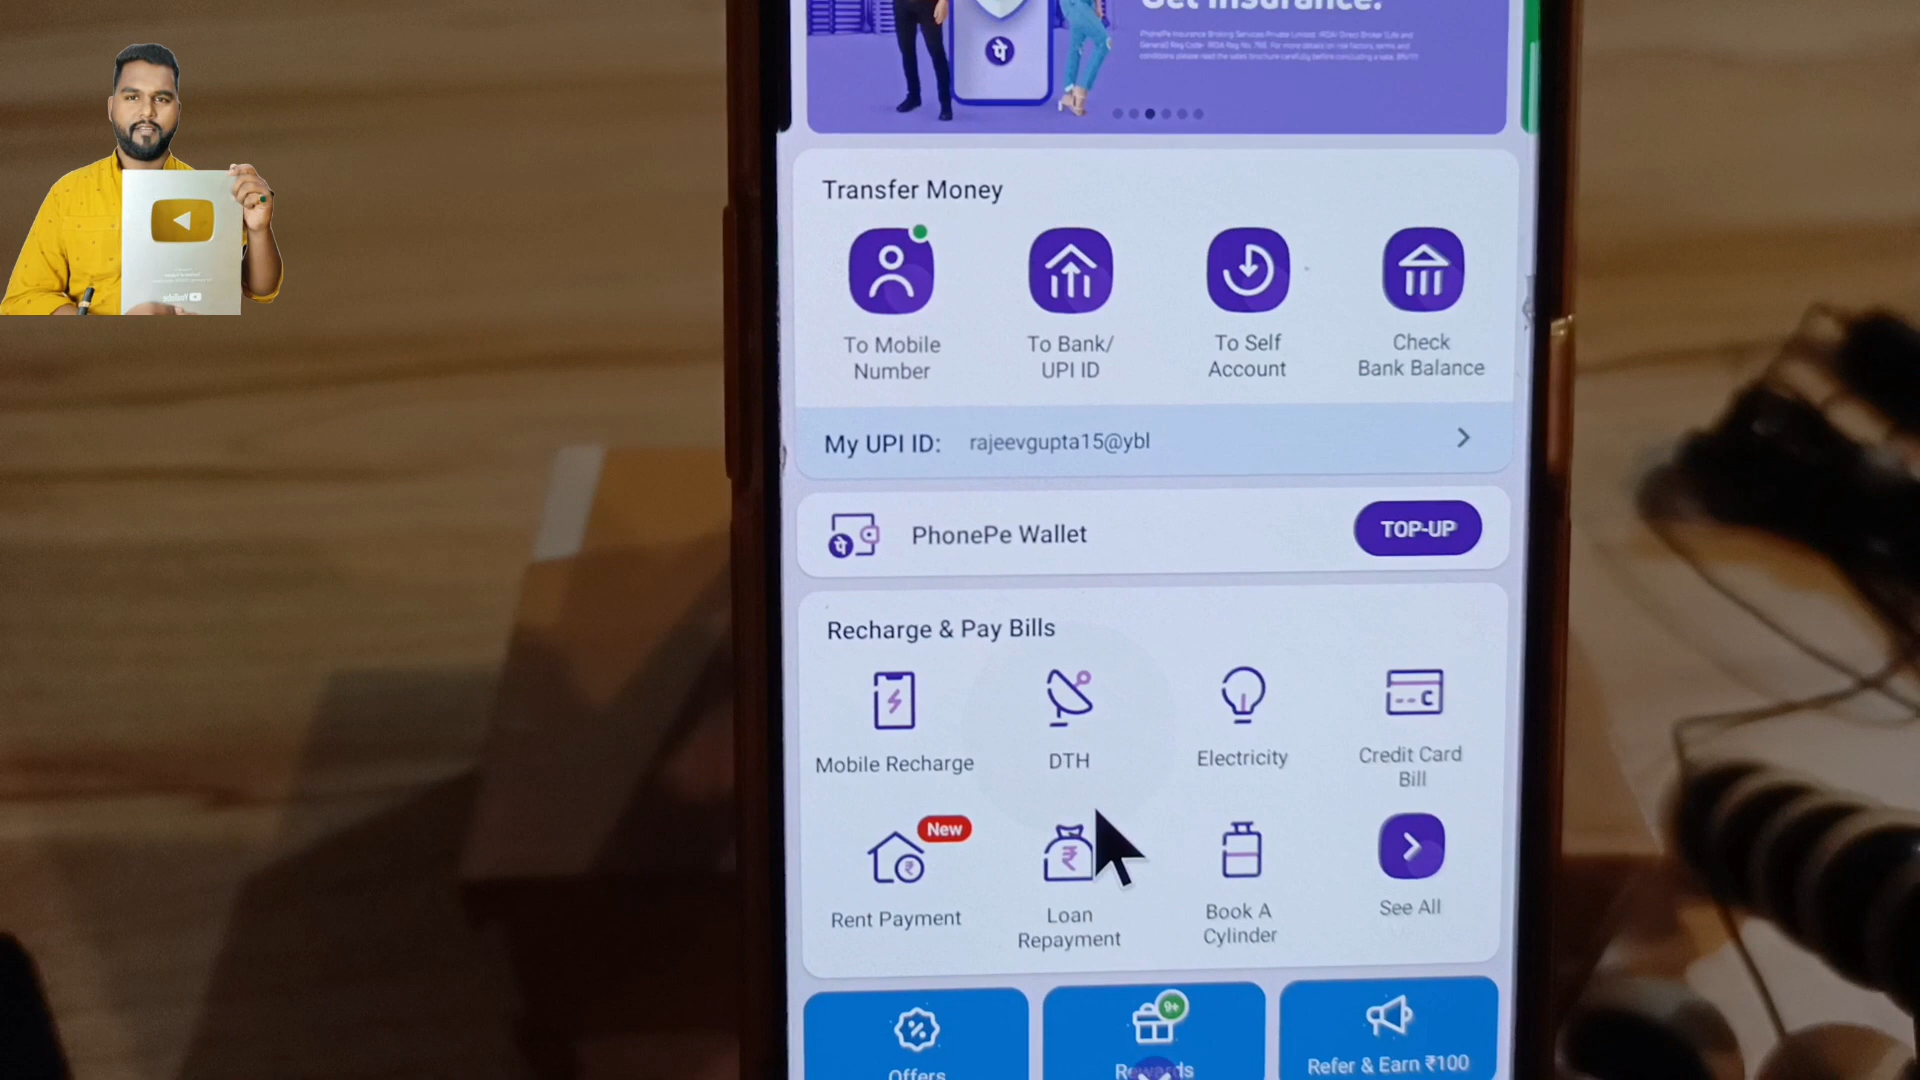 Get Insurance.
पे
Transfer Money
To Mobile
Number
To Bank/
UPI ID
To Self
Account
Check
Bank Balance
My UPI ID: rajeevgupta15@ybl
पे
PhonePe Wallet
TOP-UP
Recharge & Pay Bills
Mobile Recharge
DTH
Electricity
Credit Card
Bill
New
Rent Payment
Loan
Repayment
Book A
Cylinder
See All
Offers
9+
Rewards
Refer & Earn ₹100